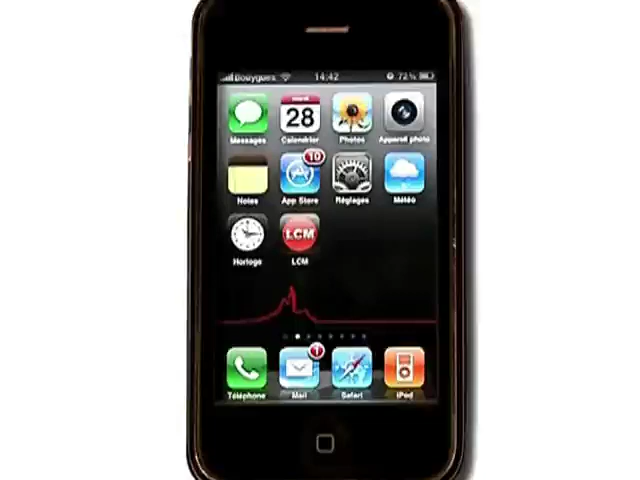 Bouygues 14:42 72%
28
Messages Calendrier Photos Appareil photo
10
Notes App Store Réglages Météo
LCM
Horloge LCM
1
Téléphone Mail Safari iPod